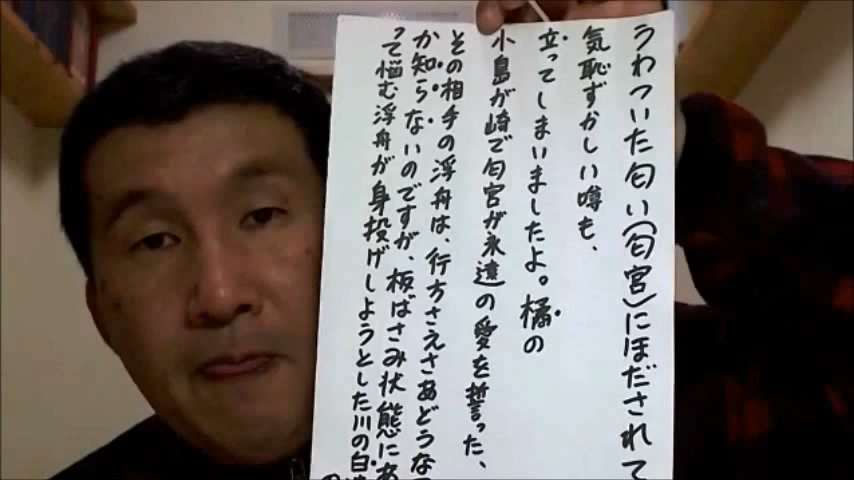 うわついた匂い(匂宮)にほだされて
気恥ずかしい噂も、
立ってしまいましたよ。橘の
小島が崎で匂宮が永遠の愛を誓った、
その相手の浮舟は、行方さえさあどうな
か知らないのですが、板ばさみ状態にあ
って悩む浮舟が身投げしようとした川の白
の